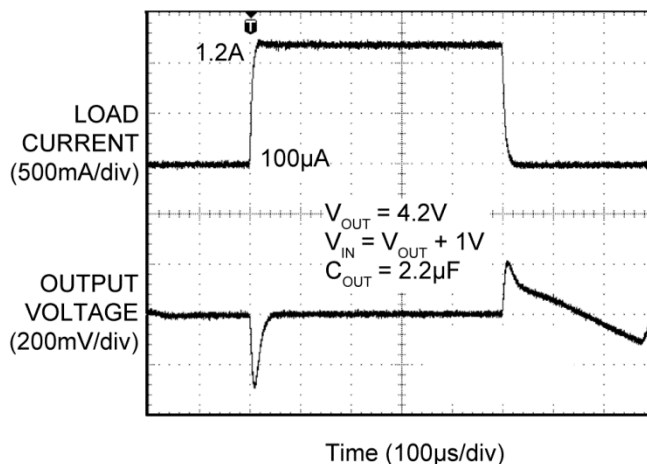 T
1.2A
LOAD
CURRENT
(500mA/div)
100µA
V_OUT = 4.2V
V_IN = V_OUT + 1V
C_OUT = 2.2µF
OUTPUT
VOLTAGE
(200mV/div)
Time (100µs/div)